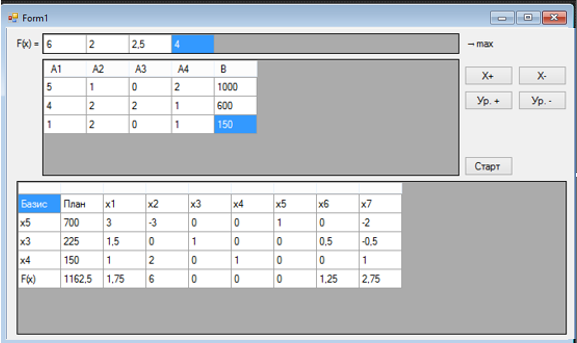 Form1
F(x) = 6 2 2,5 4 → max
A1 A2 A3 A4 B
5 1 0 2 1000
4 2 2 1 600
1 2 0 1 150
X+ X-
Ур. + Ур. -
Старт
Базис План x1 x2 x3 x4 x5 x6 x7
x5 700 3 -3 0 0 1 0 -2
x3 225 1,5 0 1 0 0 0,5 -0,5
x4 150 1 2 0 1 0 0 1
F(x) 1162,5 1,75 6 0 0 0 1,25 2,75